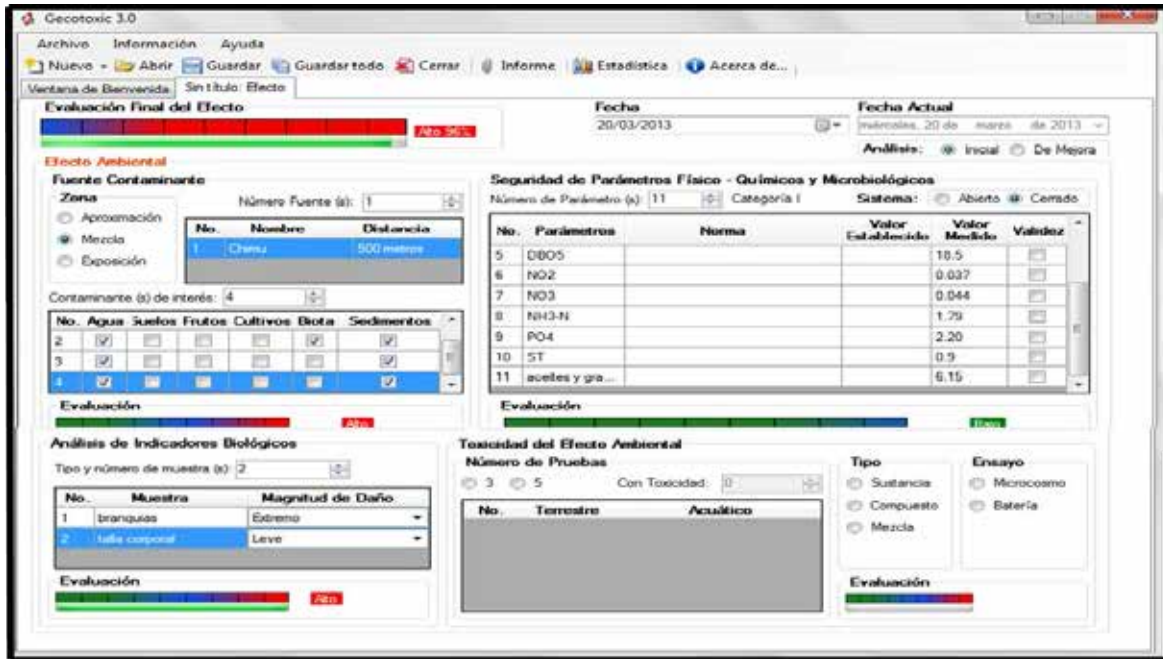 Gecotoxic 3.0
Archivo Información Ayuda
Nuevo Abrir Guardar Guardar todo Cerrar Informe Estadística Acerca de...
Ventana de Bienvenida Sin título: Efecto
Evaluación Final del Efecto Fecha Fecha Actual
Alto 96% 20/03/2013 miércoles, 20 de marzo de 2013
Análisis: Inicial De Mejora
Efecto Ambiental
Fuente Contaminante
Zona
Aproximación
Mezcla
Exposición
Número Fuente (s): 1
No. Nombre Distancia
1 Chimu 500 metros
Contaminante (s) de interés: 4
No. Agua Suelos Frutos Cultivos Biota Sedimentos
2
3
4
Evaluación
Alto
Seguridad de Parámetros Físico - Químicos y Microbiológicos
Número de Parámetro (s): 11 Categoría I Sistema: Abierto Cerrado
No. Parámetros Norma Valor Establecido Valor Medido Validez
5 DBO5 18.5
6 NO2 0.037
7 NO3 0.044
8 NH3-N 1.79
9 PO4 2.20
10 ST 0.9
11 aceites y gra... 6.15
Evaluación
Bajo
Análisis de Indicadores Biológicos
Tipo y número de muestra (s): 2
No. Muestra Magnitud de Daño
1 branquias Extremo
2 talla corporal Leve
Evaluación
Alto
Toxicidad del Efecto Ambiental
Número de Pruebas
3 5 Con Toxicidad: 0
No. Terrestre Acuático
Tipo
Sustancia
Compuesto
Mezcla
Ensayo
Microcosmo
Batería
Evaluación